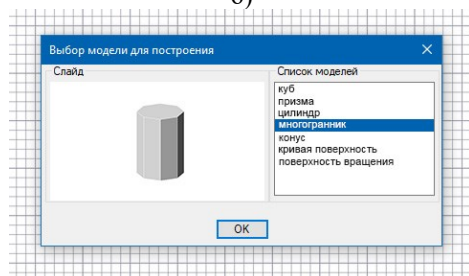 б)
Выбор модели для построения
Слайд
Список моделей
куб
призма
цилиндр
многогранник
конус
кривая поверхность
поверхность вращения
OK